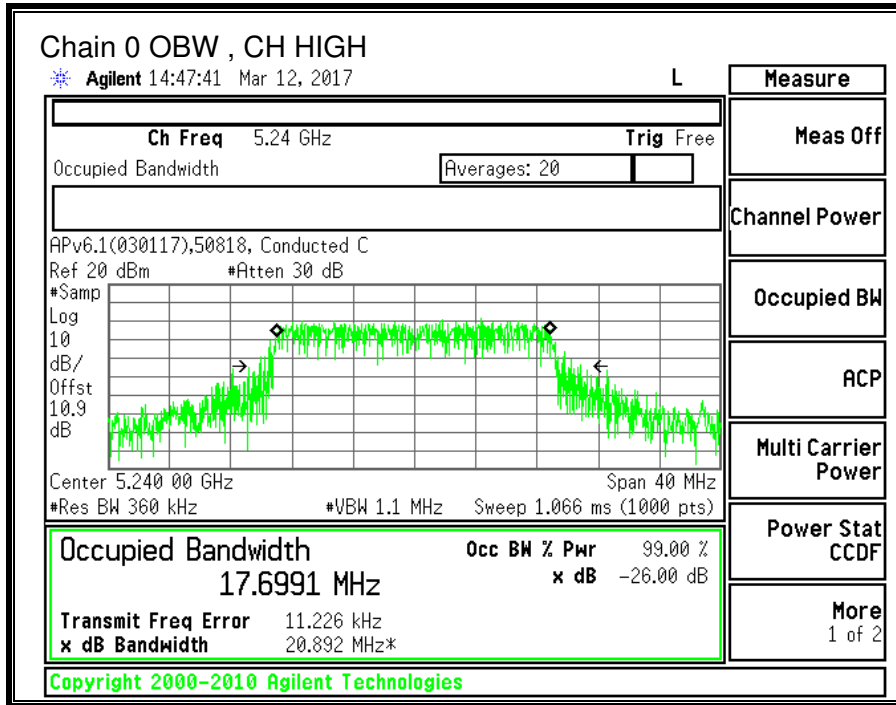 Chain 0 OBW , CH HIGH
Agilent 14:47:41 Mar 12, 2017 L
Measure
Ch Freq 5.24 GHz Trig Free
Meas Off
Occupied Bandwidth Averages: 20
Channel Power
APv6.1(030117),50818, Conducted C
Ref 20 dBm #Atten 30 dB
#Samp
Log
10
dB/
Offst
10.9
dB
Occupied BW
ACP
Center 5.240 00 GHz Span 40 MHz
#Res BW 360 kHz #VBW 1.1 MHz Sweep 1.066 ms (1000 pts)
Multi Carrier
Power
Occupied Bandwidth Occ BW % Pwr 99.00 %
17.6991 MHz x dB -26.00 dB
Power Stat
CCDF
Transmit Freq Error 11.226 kHz
x dB Bandwidth 20.892 MHz*
More
1 of 2
Copyright 2000-2010 Agilent Technologies